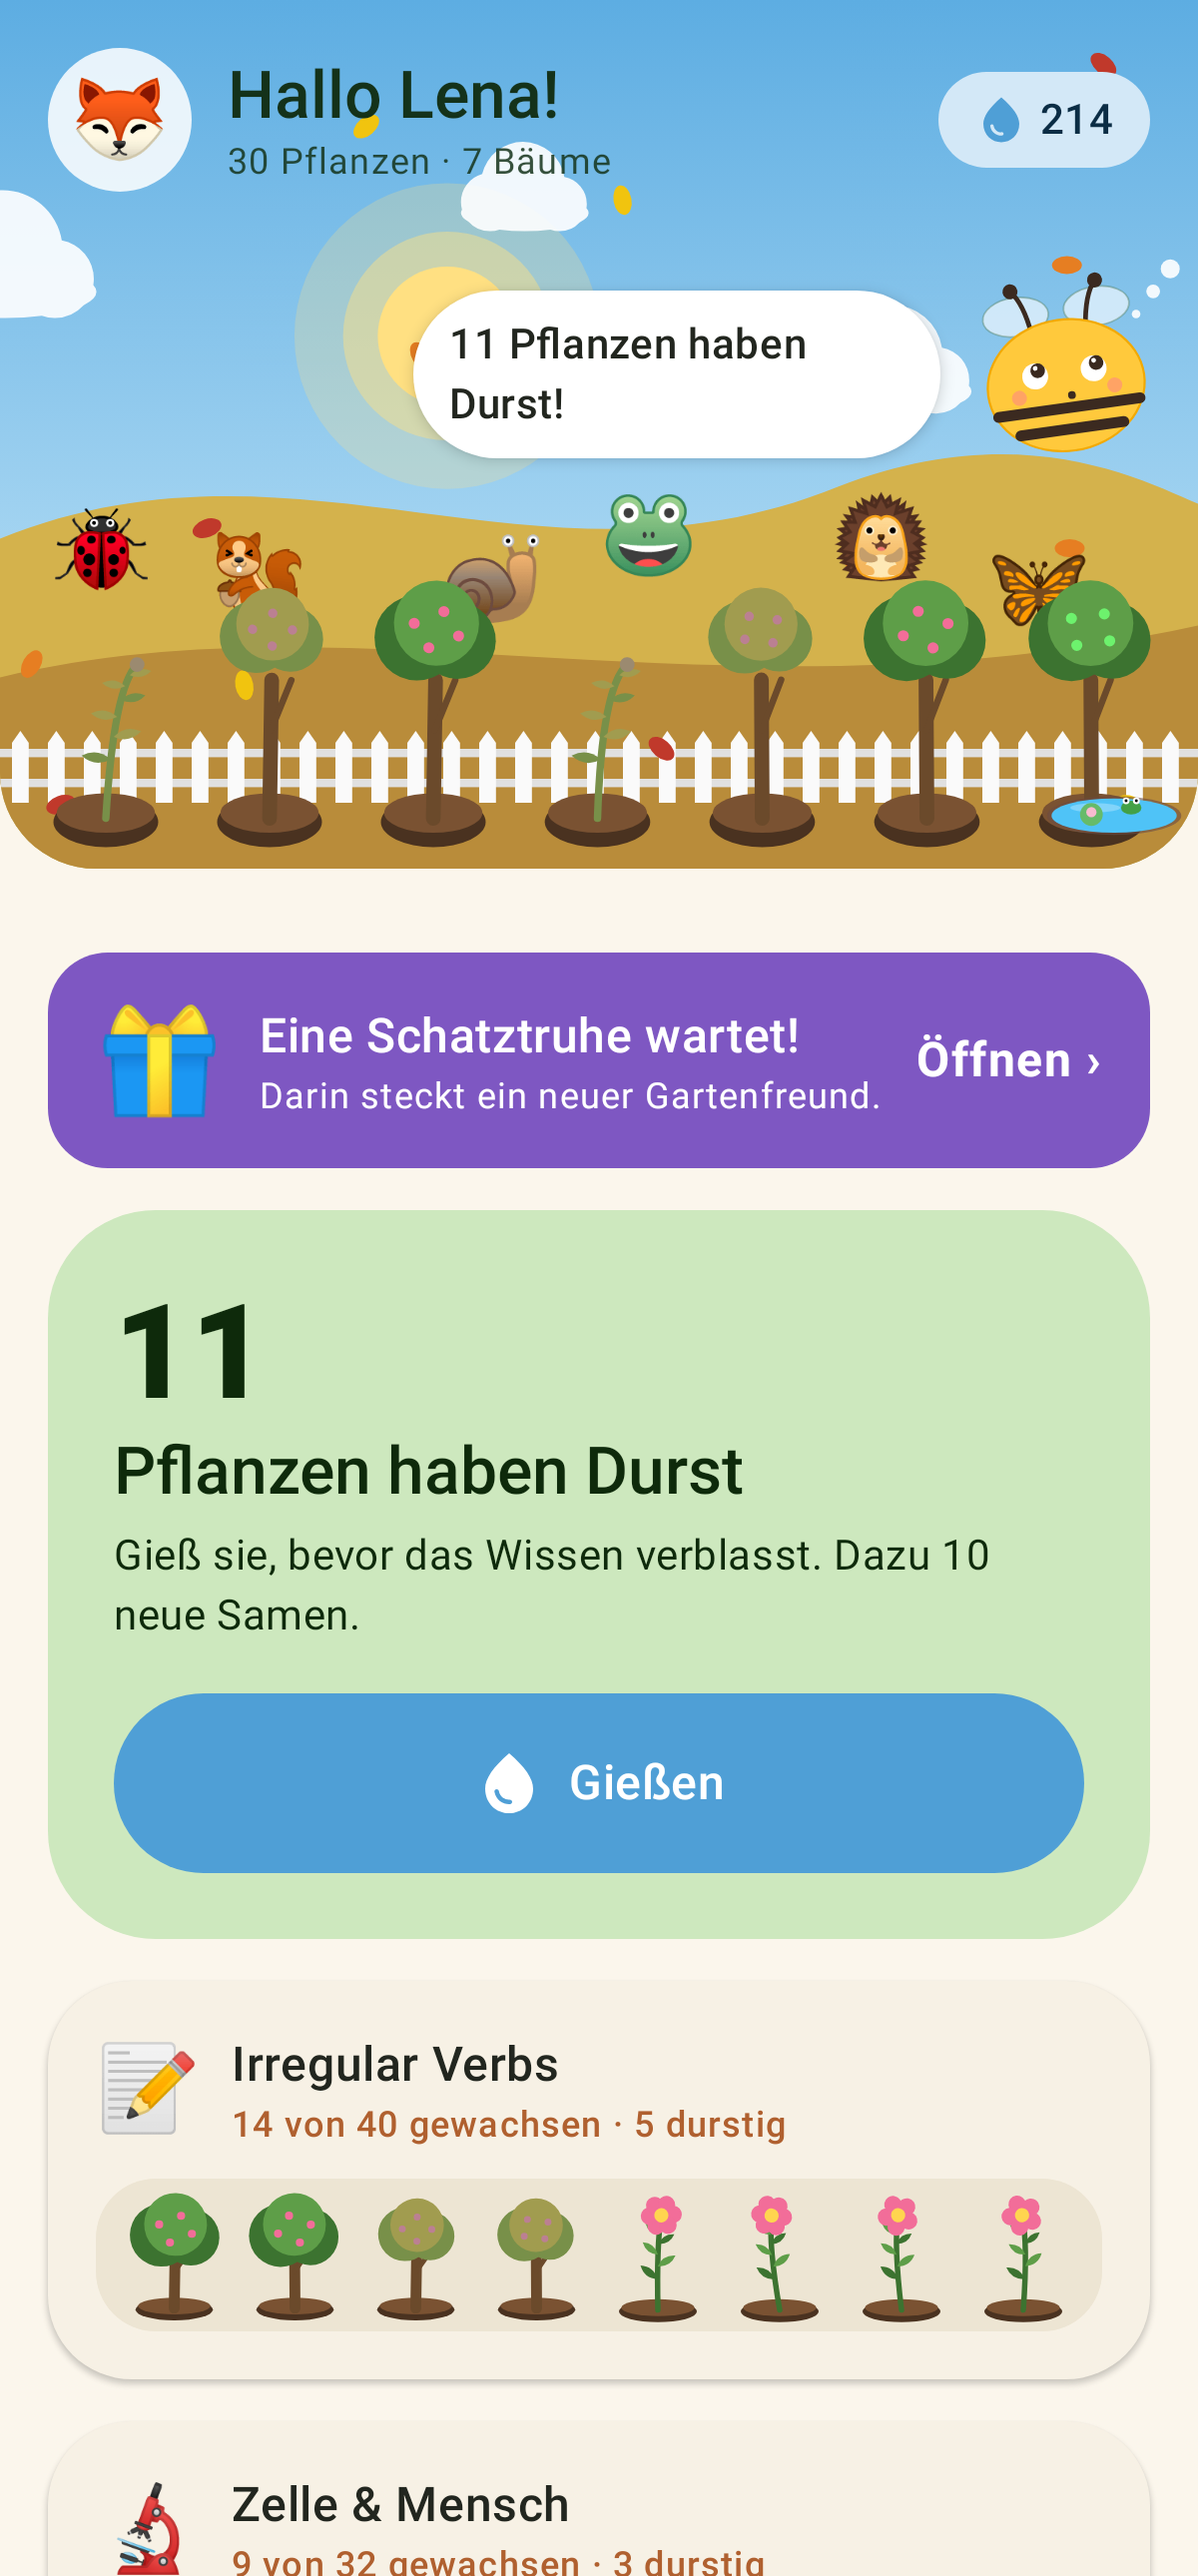 Hallo Lena!
30 Pflanzen · 7 Bäume
214
11 Pflanzen haben
Durst!
Eine Schatztruhe wartet!
Darin steckt ein neuer Gartenfreund.
Öffnen ›
11
Pflanzen haben Durst
Gieß sie, bevor das Wissen verblasst. Dazu 10
neue Samen.
Gießen
Irregular Verbs
14 von 40 gewachsen · 5 durstig
Zelle & Mensch
9 von 32 gewachsen · 3 durstig